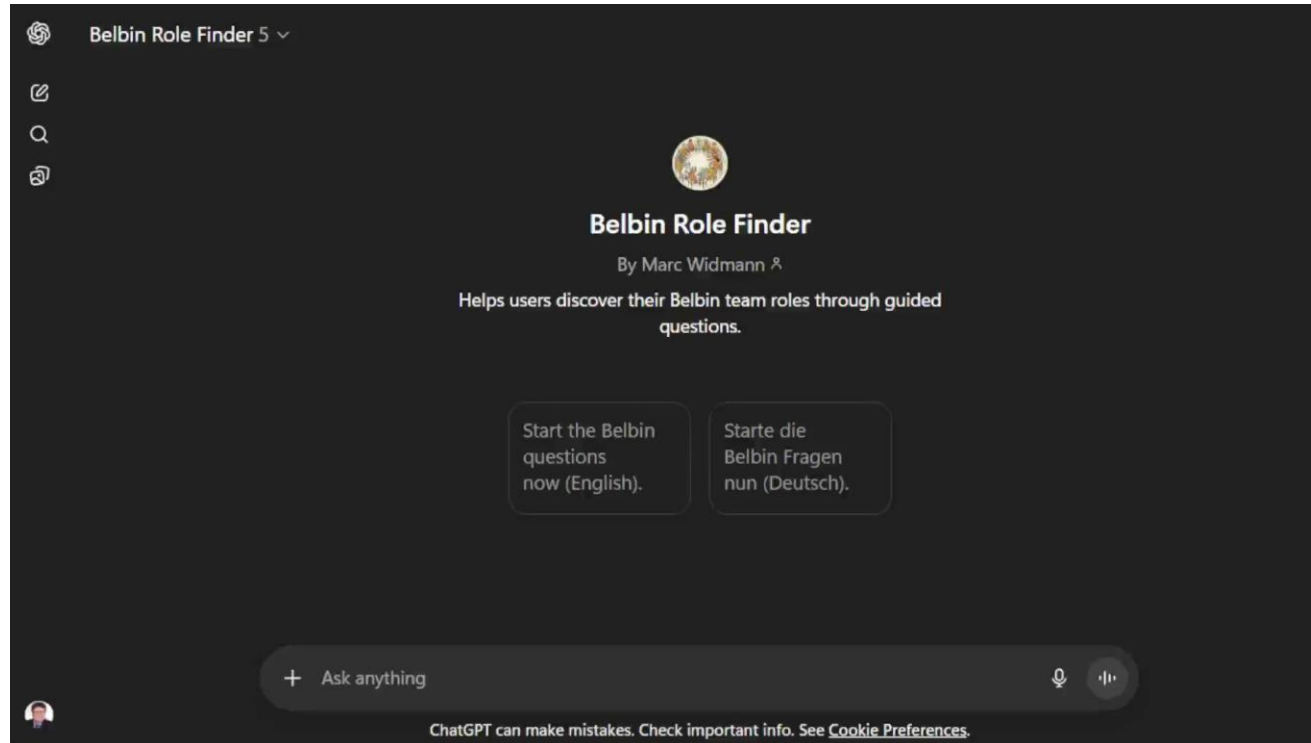 Belbin Role Finder 5
Belbin Role Finder
By Marc Widmann
Helps users discover their Belbin team roles through guided
questions.
Start the Belbin
questions
now (English).
Starte die
Belbin Fragen
nun (Deutsch).
Ask anything
ChatGPT can make mistakes. Check important info. See Cookie Preferences.